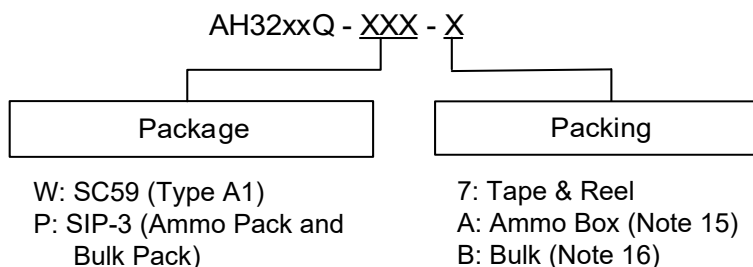 AH32xxQ - XXX - X
Package
Packing
W: SC59 (Type A1)
P: SIP-3 (Ammo Pack and
Bulk Pack)
7: Tape & Reel
A: Ammo Box (Note 15)
B: Bulk (Note 16)